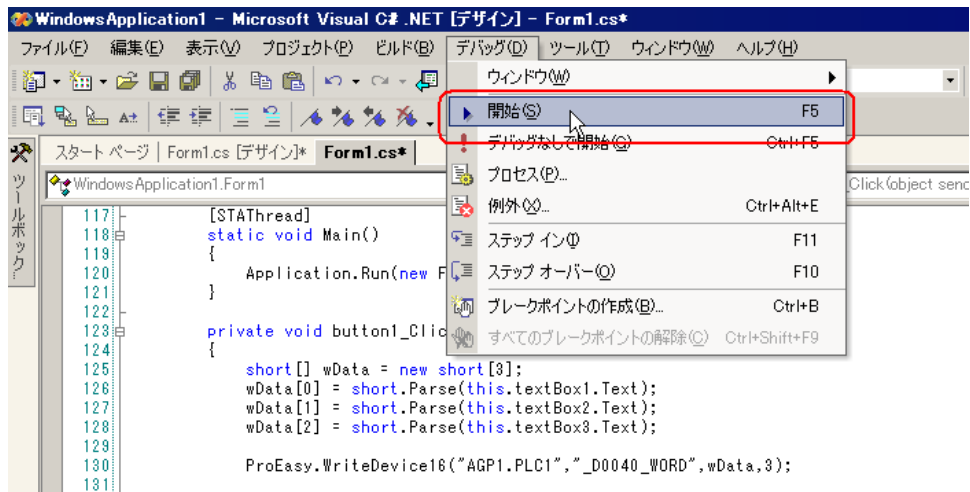 WindowsApplication1 - Microsoft Visual C# .NET [デザイン] - Form1.cs*
ファイル(F) 編集(E) 表示(V) プロジェクト(P) ビルド(B) デバッグ(D) ツール(T) ウィンドウ(W) ヘルプ(H)
ウィンドウ(W)
開始(S) F5
デバッグなしで開始(G) Ctrl+F5
プロセス(P)...
例外(X)... Ctrl+Alt+E
ステップ イン(I) F11
ステップ オーバー(O) F10
ブレークポイントの作成(B)... Ctrl+B
すべてのブレークポイントの解除(C) Ctrl+Shift+F9
スタート ページ Form1.cs [デザイン]* Form1.cs*
ツールボック
WindowsApplication1.Form1 _Click(object send
117 [STAThread]
118 static void Main()
119 {
120 Application.Run(new F
121 }
122
123 private void button1_Clic
124 {
125 short[] wData = new short[3];
126 wData[0] = short.Parse(this.textBox1.Text);
127 wData[1] = short.Parse(this.textBox2.Text);
128 wData[2] = short.Parse(this.textBox3.Text);
129
130 ProEasy.WriteDevice16("AGP1.PLC1","_D0040_WORD",wData,3);
131